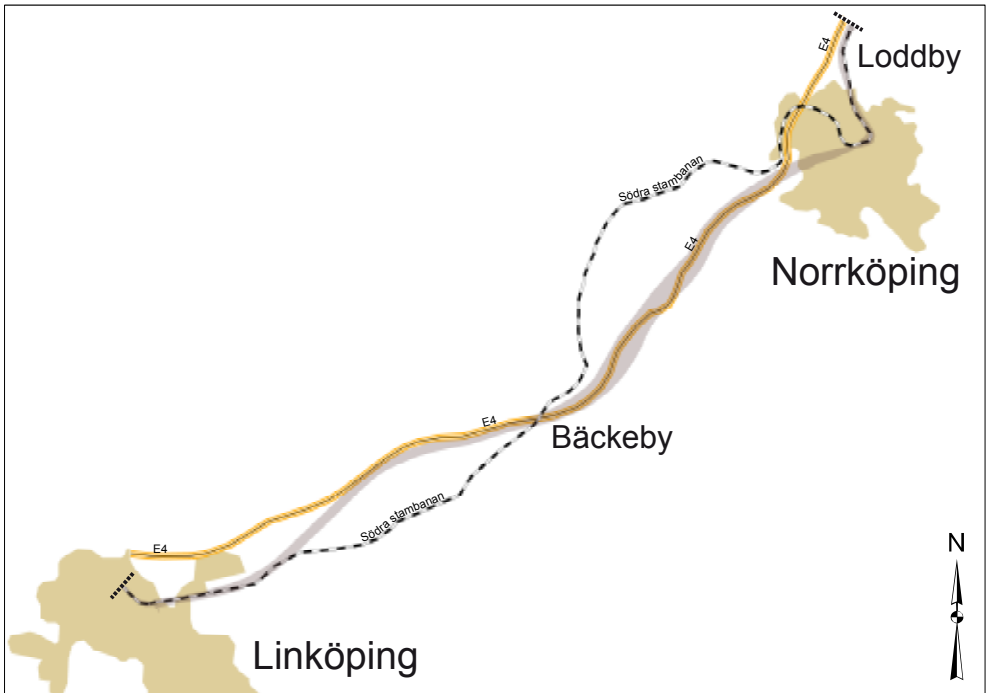 E4
Loddby
Södra stambanan
E4
Norrköping
E4
Bäckeby
Södra stambanan
E4
N
Linköping